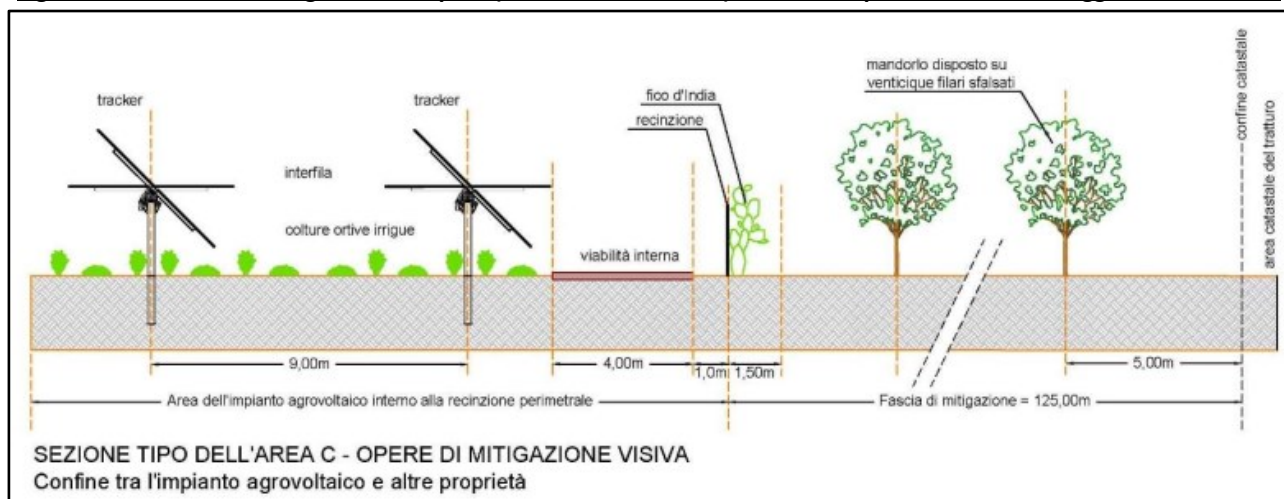 tracker
tracker
interfila
colture ortive irrigue
viabilità interna
fico d'India
recinzione
mandorlo disposto su
venticique filari sfalsati
confine catastale
area catastale del tratturo
9,00m
4,00m
1,0m
1,50m
5,00m
Area dell'impianto agrovoltaico interno alla recinzione perimetrale
Fascia di mitigazione = 125,00m
SEZIONE TIPO DELL'AREA C - OPERE DI MITIGAZIONE VISIVA
Confine tra l'impianto agrovoltaico e altre proprietà